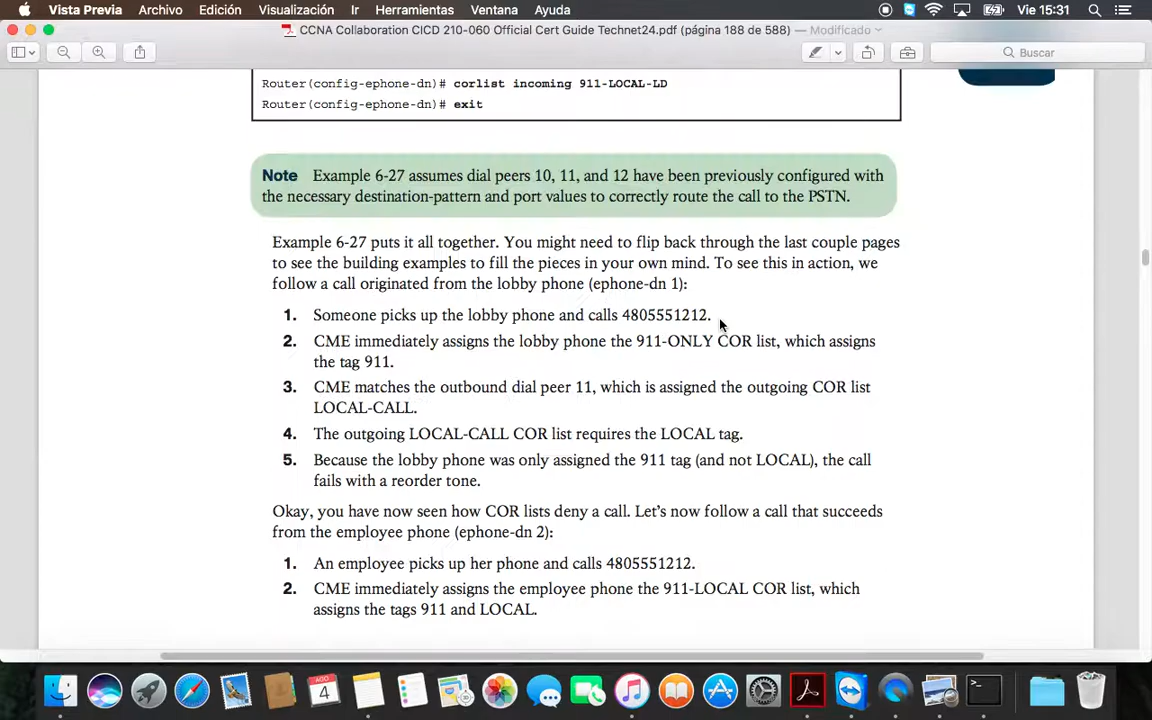 Vista Previa Archivo Edición Visualización Ir Herramientas Ventana Ayuda Vie 15:31
CCNA Collaboration CICD 210-060 Official Cert Guide Technet24.pdf (página 188 de 588) — Modificado
Buscar
Router(config-ephone-dn)# corlist incoming 911-LOCAL-LD
Router(config-ephone-dn)# exit
Note Example 6-27 assumes dial peers 10, 11, and 12 have been previously configured with
the necessary destination-pattern and port values to correctly route the call to the PSTN.
Example 6-27 puts it all together. You might need to flip back through the last couple pages
to see the building examples to fill the pieces in your own mind. To see this in action, we
follow a call originated from the lobby phone (ephone-dn 1):
1. Someone picks up the lobby phone and calls 4805551212.
2. CME immediately assigns the lobby phone the 911-ONLY COR list, which assigns
the tag 911.
3. CME matches the outbound dial peer 11, which is assigned the outgoing COR list
LOCAL-CALL.
4. The outgoing LOCAL-CALL COR list requires the LOCAL tag.
5. Because the lobby phone was only assigned the 911 tag (and not LOCAL), the call
fails with a reorder tone.
Okay, you have now seen how COR lists deny a call. Let's now follow a call that succeeds
from the employee phone (ephone-dn 2):
1. An employee picks up her phone and calls 4805551212.
2. CME immediately assigns the employee phone the 911-LOCAL COR list, which
assigns the tags 911 and LOCAL.
AGO
4